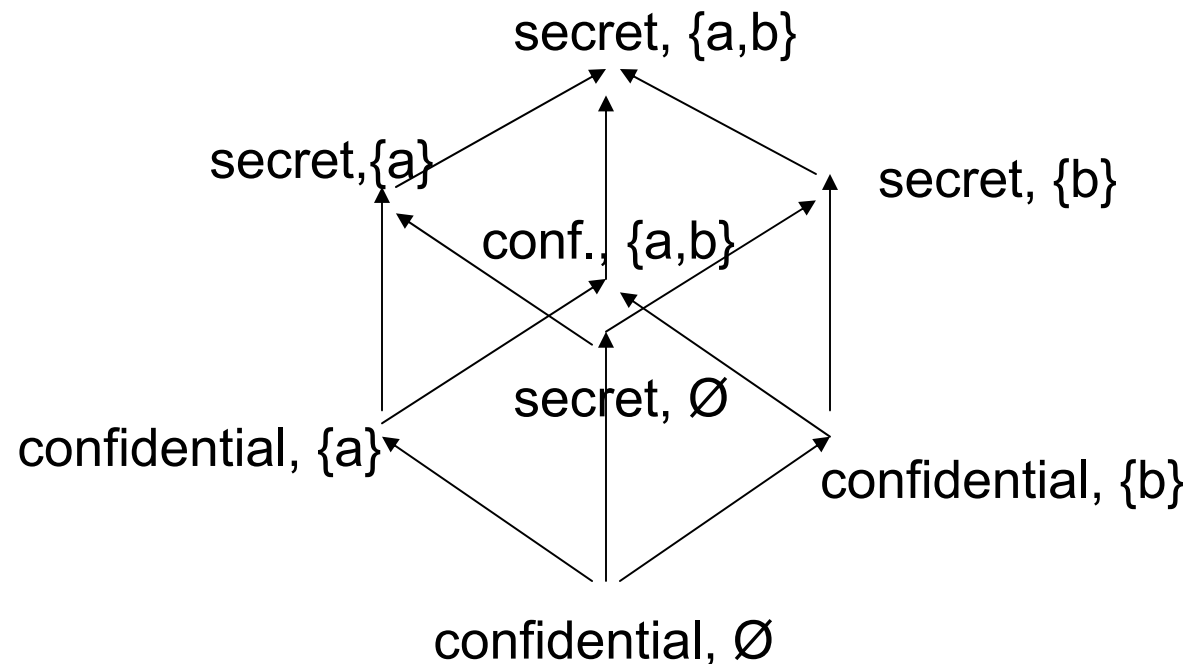 secret, {a,b}
secret,{a}
secret, {b}
conf., {a,b}
secret, Ø
confidential, {a}
confidential, {b}
confidential, Ø